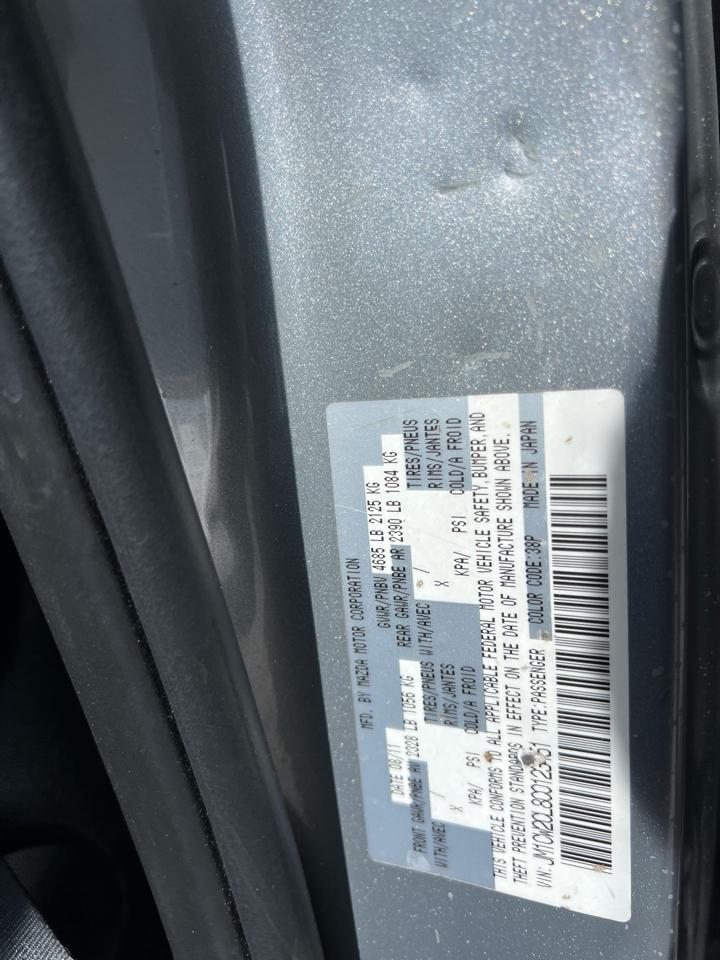 MFD. BY MAZDA MOTOR CORPORATION
DATE 08/11 GVWR/PNBV 4685 LB 2125 KG
FRONT GAWR/PNBE AV 2328 LB 1056 KG REAR GAWR/PNBE AR 2390 LB 1084 KG
WITH/AVEC TIRES/PNEUS WITH/AVEC / TIRES/PNEUS
X RIMS/JANTES X RIMS/JANTES
KPA/ PSI COLD/A FROID KPA/ PSI COLD/A FROID
THIS VEHICLE CONFORMS TO ALL APPLICABLE FEDERAL MOTOR VEHICLE SAFETY, BUMPER, AND
THEFT PREVENTION STANDARDS IN EFFECT ON THE DATE OF MANUFACTURE SHOWN ABOVE.
VIN: TYPE:PASSENGER COLOR CODE:38P MADE IN JAPAN